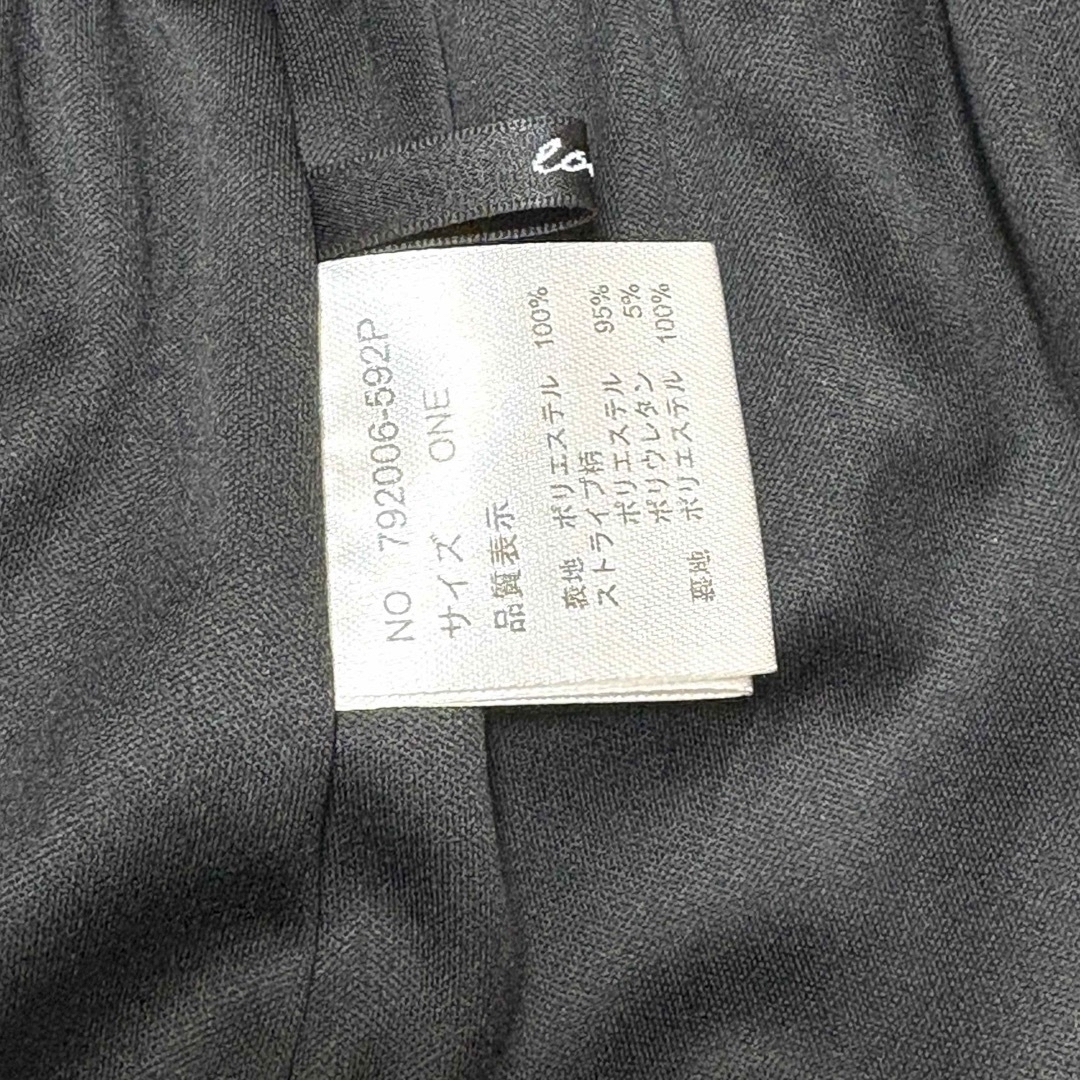 NO 792006-592P
サイズ ONE
品質表示
表地 ポリエステル 100%
ストライプ柄
ポリエステル 95%
ポリウレタン 5%
裏地 ポリエステル 100%